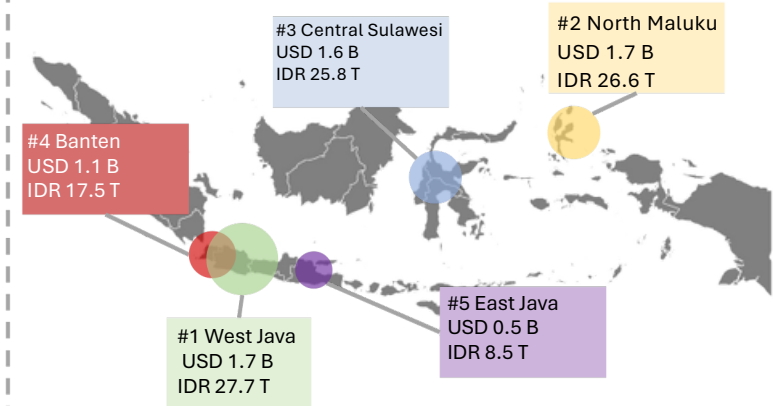 #3 Central Sulawesi
USD 1.6 B
IDR 25.8 T
#2 North Maluku
USD 1.7 B
IDR 26.6 T
#4 Banten
USD 1.1 B
IDR 17.5 T
#5 East Java
USD 0.5 B
IDR 8.5 T
#1 West Java
USD 1.7 B
IDR 27.7 T